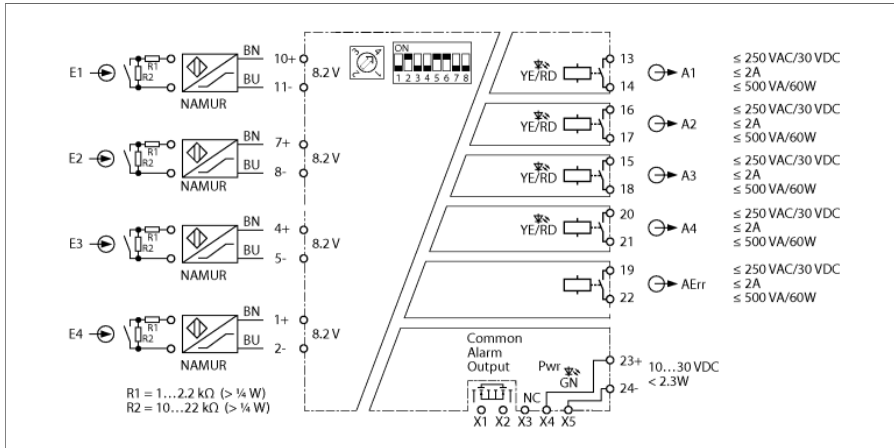 E1
R1
R2
NAMUR
BN
BU
10+
11-
8.2 V
ON
1 2 3 4 5 6 7 8
YE/RD
13
14
A1
≤ 250 VAC/30 VDC
≤ 2A
≤ 500 VA/60W
E2
R1
R2
NAMUR
BN
BU
7+
8-
8.2 V
YE/RD
16
17
A2
≤ 250 VAC/30 VDC
≤ 2A
≤ 500 VA/60W
E3
R1
R2
NAMUR
BN
BU
4+
5-
8.2 V
YE/RD
15
18
A3
≤ 250 VAC/30 VDC
≤ 2A
≤ 500 VA/60W
YE/RD
20
21
A4
≤ 250 VAC/30 VDC
≤ 2A
≤ 500 VA/60W
E4
R1
R2
NAMUR
BN
BU
1+
2-
8.2 V
19
22
AErr
≤ 250 VAC/30 VDC
≤ 2A
≤ 500 VA/60W
R1 = 1...2.2 kΩ (> ¼ W)
R2 = 10...22 kΩ (> ¼ W)
Common
Alarm
Output
Pwr
GN
NC
X1 X2 X3 X4 X5
23+
24-
10...30 VDC
< 2.3W